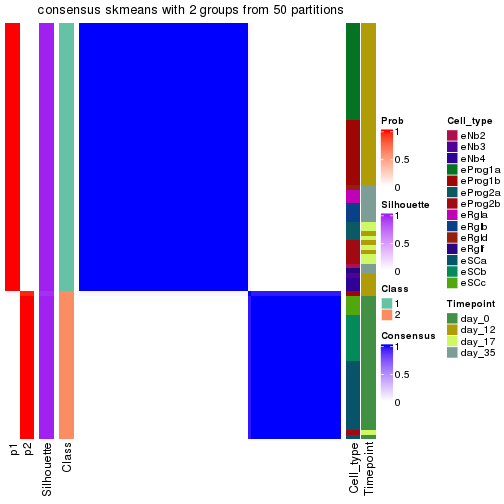 consensus skmeans with 2 groups from 50 partitions
p1
p2
Silhouette
Class
Cell_type
Timepoint
Prob
1
0.5
0
Silhouette
1
0.5
0
Class
1
2
Consensus
1
0.5
0
Cell_type
eNb2
eNb3
eNb4
eProg1a
eProg1b
eProg2a
eProg2b
eRgla
eRglb
eRgld
eRglf
eSCa
eSCb
eSCc
Timepoint
day_0
day_12
day_17
day_35